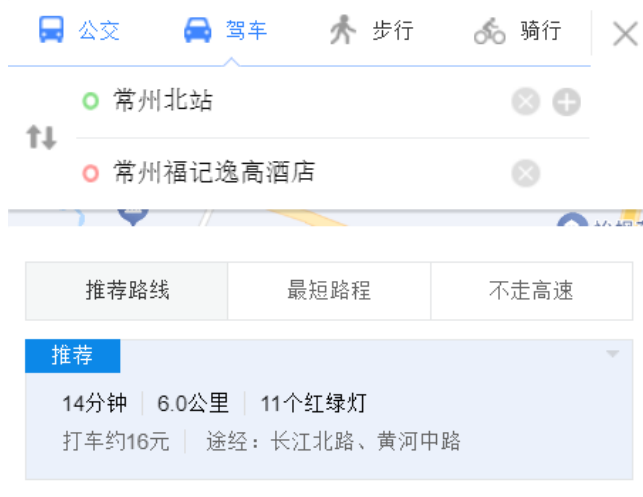 公交 驾车 步行 骑行
常州北站
常州福记逸高酒店
推荐路线 最短路程 不走高速
推荐
14分钟 6.0公里 11个红绿灯
打车约16元 途经：长江北路、黄河中路